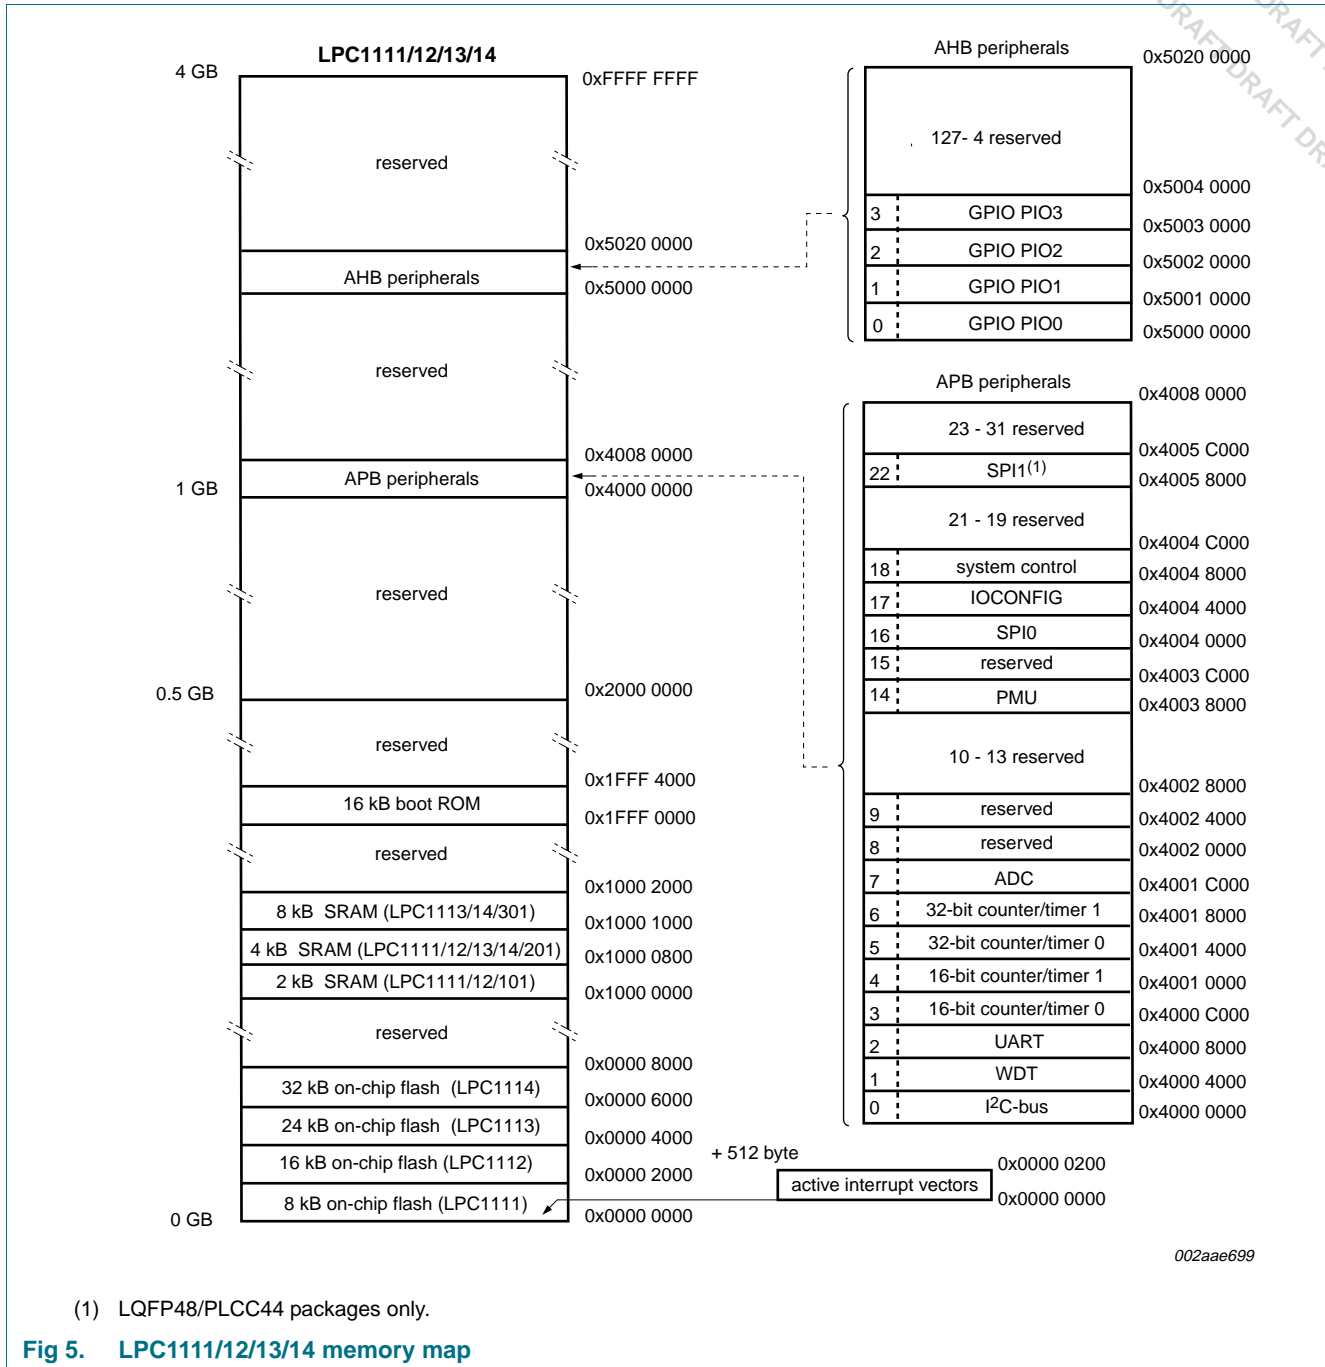 DRAFT DRAFT
DRAFT DRAFT DRAFT
LPC1111/12/13/14
4 GB
0xFFFF FFFF
reserved
0x5020 0000
AHB peripherals
0x5000 0000
reserved
0x4008 0000
APB peripherals
1 GB
0x4000 0000
reserved
0.5 GB
0x2000 0000
reserved
0x1FFF 4000
16 kB boot ROM
0x1FFF 0000
reserved
0x1000 2000
8 kB SRAM (LPC1113/14/301)
0x1000 1000
4 kB SRAM (LPC1111/12/13/14/201)
0x1000 0800
2 kB SRAM (LPC1111/12/101)
0x1000 0000
reserved
0x0000 8000
32 kB on-chip flash (LPC1114)
0x0000 6000
24 kB on-chip flash (LPC1113)
0x0000 4000
16 kB on-chip flash (LPC1112)
0x0000 2000
8 kB on-chip flash (LPC1111)
0 GB
0x0000 0000
AHB peripherals
0x5020 0000
127- 4 reserved
0x5004 0000
3 GPIO PIO3
0x5003 0000
2 GPIO PIO2
0x5002 0000
1 GPIO PIO1
0x5001 0000
0 GPIO PIO0
0x5000 0000
APB peripherals
0x4008 0000
23 - 31 reserved
0x4005 C000
22 SPI1(1)
0x4005 8000
21 - 19 reserved
0x4004 C000
18 system control
0x4004 8000
17 IOCONFIG
0x4004 4000
16 SPI0
0x4004 0000
15 reserved
0x4003 C000
14 PMU
0x4003 8000
10 - 13 reserved
0x4002 8000
9 reserved
0x4002 4000
8 reserved
0x4002 0000
7 ADC
0x4001 C000
6 32-bit counter/timer 1
0x4001 8000
5 32-bit counter/timer 0
0x4001 4000
4 16-bit counter/timer 1
0x4001 0000
3 16-bit counter/timer 0
0x4000 C000
2 UART
0x4000 8000
1 WDT
0x4000 4000
0 I2C-bus
0x4000 0000
+ 512 byte
0x0000 0200
active interrupt vectors
0x0000 0000
002aae699
(1) LQFP48/PLCC44 packages only.
Fig 5. LPC1111/12/13/14 memory map